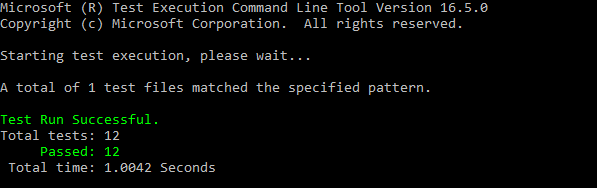 Microsoft (R) Test Execution Command Line Tool Version 16.5.0
Copyright (c) Microsoft Corporation.  All rights reserved.
Starting test execution, please wait...
A total of 1 test files matched the specified pattern.
Test Run Successful.
Total tests: 12
     Passed: 12
 Total time: 1.0042 Seconds